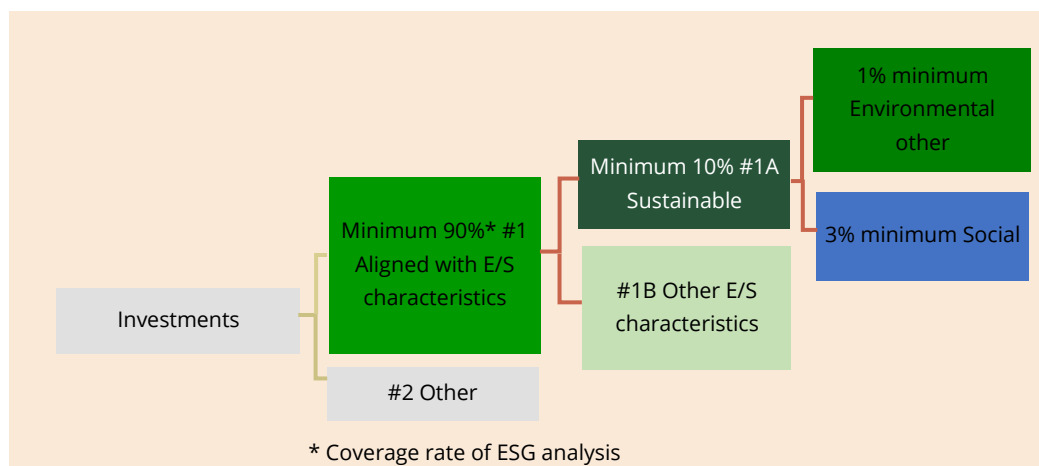 Investments
Minimum 90%* #1
Aligned with E/S
characteristics
#2 Other
Minimum 10% #1A
Sustainable
#1B Other E/S
characteristics
1% minimum
Environmental
other
3% minimum Social
* Coverage rate of ESG analysis